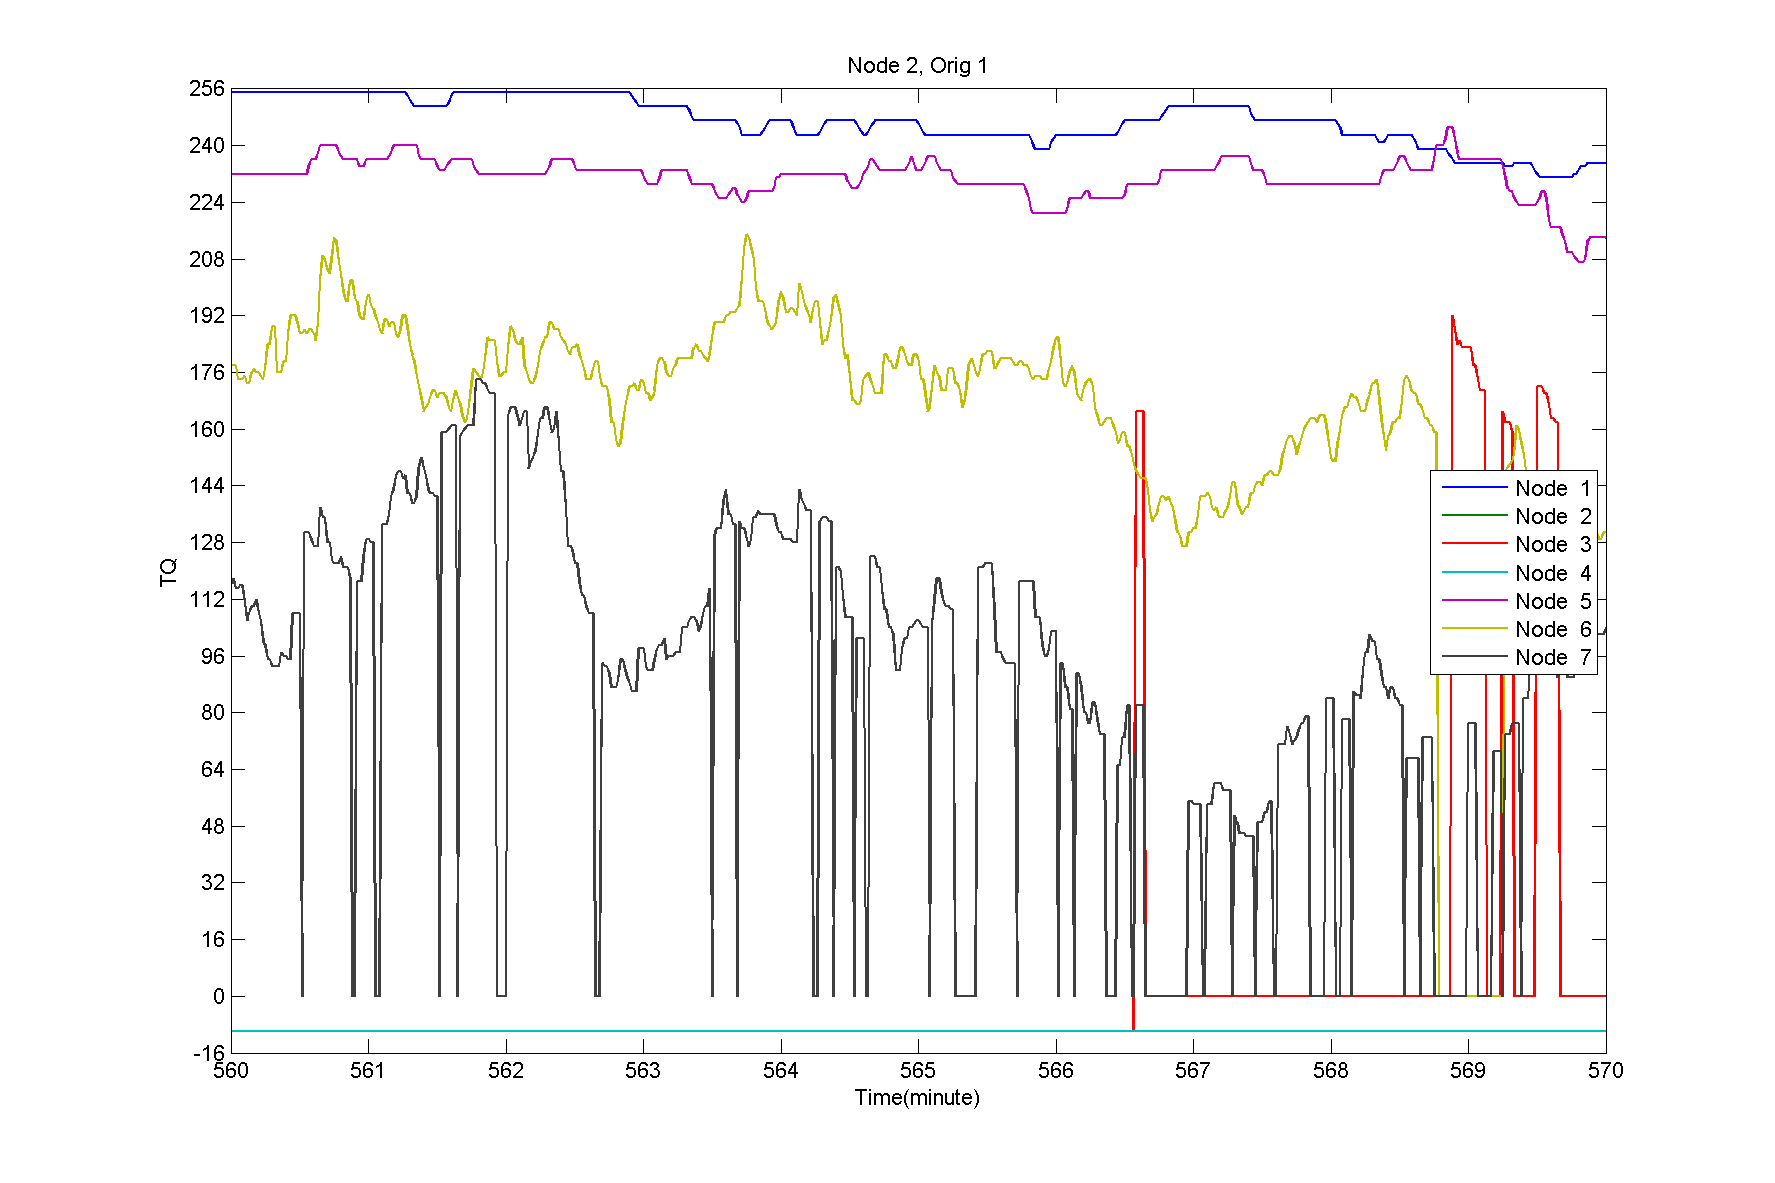 Node 2, Orig 1
256
240
224
208
192
176
160
144
128
112
96
80
64
48
32
16
0
-16
TQ
Node 1
Node 2
Node 3
Node 4
Node 5
Node 6
Node 7
560 561 562 563 564 565 566 567 568 569 570
Time(minute)